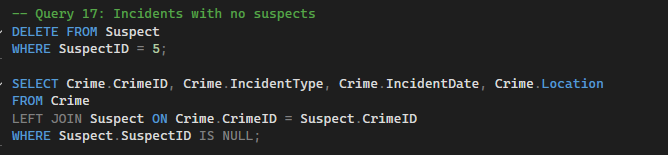 -- Query 17: Incidents with no suspects
DELETE FROM Suspect
WHERE SuspectID = 5;
SELECT Crime.CrimeID, Crime.IncidentType, Crime.IncidentDate, Crime.Location
FROM Crime
LEFT JOIN Suspect ON Crime.CrimeID = Suspect.CrimeID
WHERE Suspect.SuspectID IS NULL;